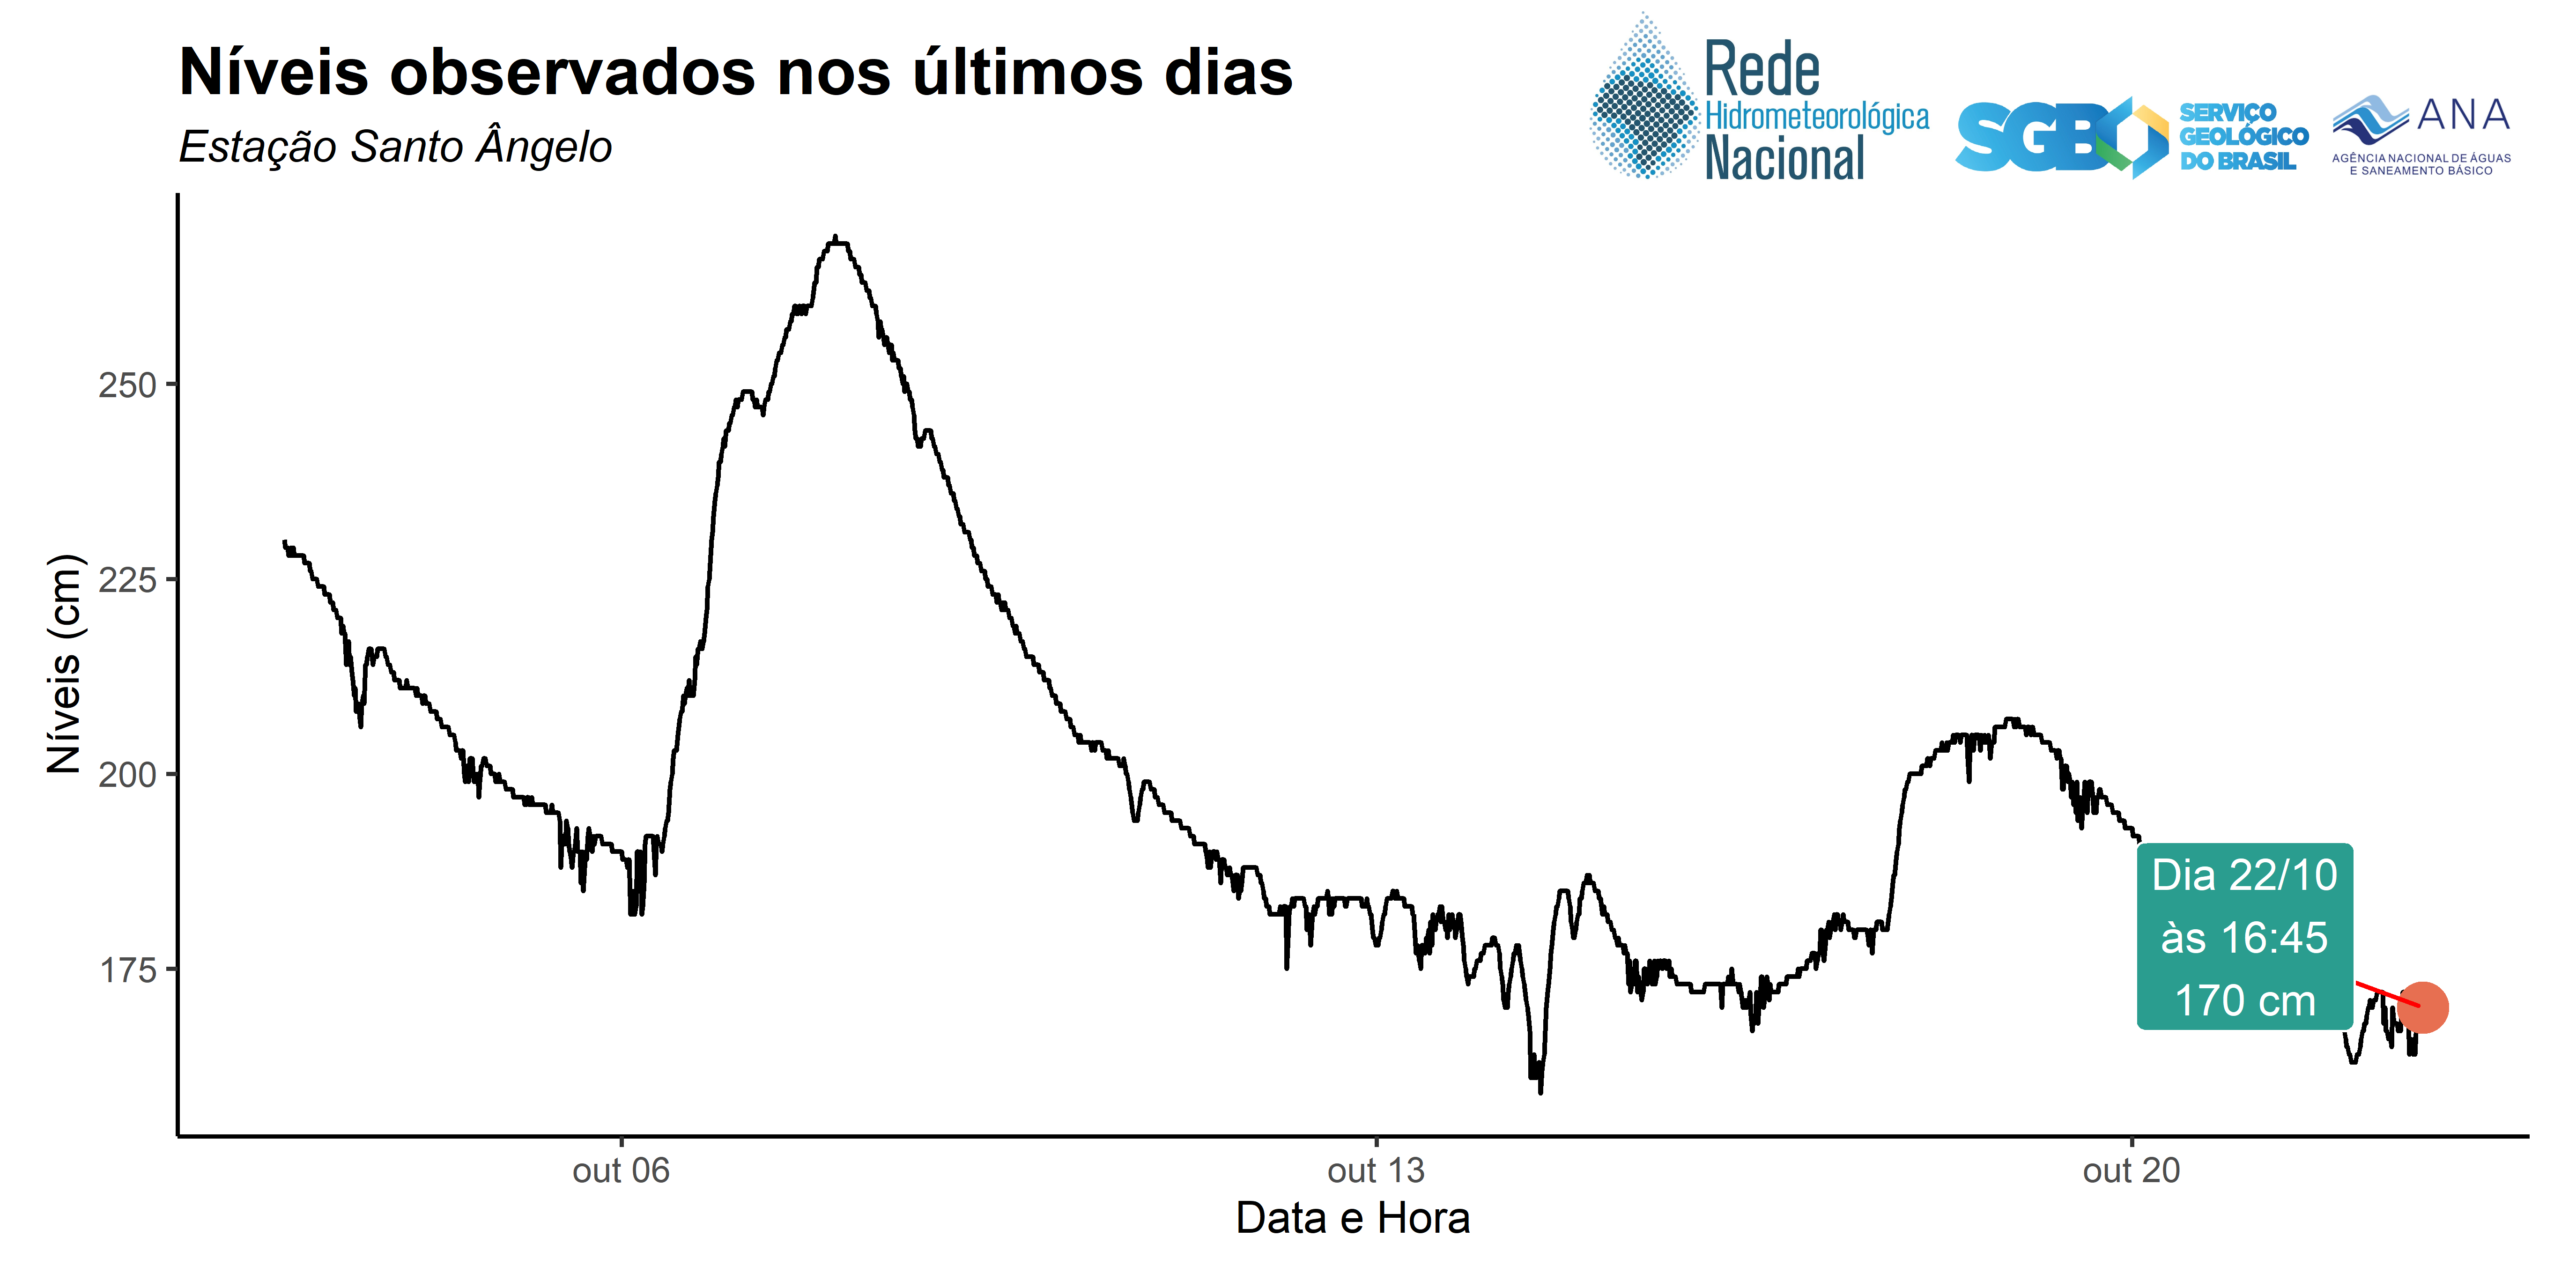 Níveis observados nos últimos dias
Estação Santo Ângelo
Rede
Hidrometeorológica
Nacional
SGB
SERVIÇO
GEOLÓGICO
DO BRASIL
ANA
AGÊNCIA NACIONAL DE ÁGUAS
E SANEAMENTO BÁSICO
Níveis (cm)
250
225
200
175
Dia 22/10
às 16:45
170 cm
out 06
out 13
out 20
Data e Hora